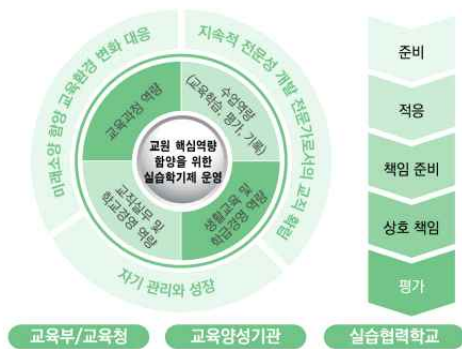 미래소양 함양 교육환경 변화 대응
지속적 전문성 개발 전문가로서의 교직 확립
자기 관리와 성장
교육과정 역량
수업역량
(교육학습, 평가, 기록)
교직실무 및
학교경영 역량
생활교육 및
학급경영 역량
교원 핵심역량
함양을 위한
실습학기제 운영
준비
적응
책임 준비
상호 책임
평가
교육부/교육청
교육양성기관
실습협력학교